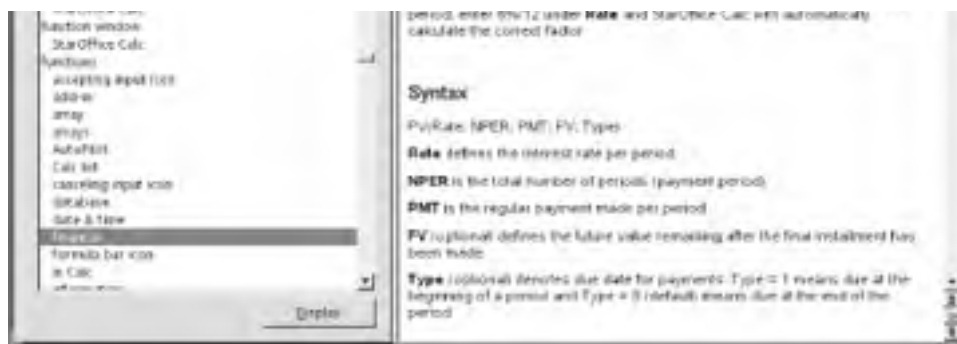 StarOffice Calc
function window
StarOffice Calc
functions
accepting input icon
add-in
array
arrays
AutoPilot
Calc list
canceling input icon
database
date & time
financial
formula bar icon
in Calc
Display
period, enter 6%/12 under Rate and StarOffice Calc will automatically
calculate the correct factor
Syntax
PV(Rate; NPER; PMT; FV; Type)
Rate defines the interest rate per period
NPER is the total number of periods (payment period)
PMT is the regular payment made per period
FV (optional) defines the future value remaining after the final installment has
been made
Type (optional) denotes due date for payments. Type = 1 means due at the
beginning of a period and Type = 0 (default) means due at the end of the
period